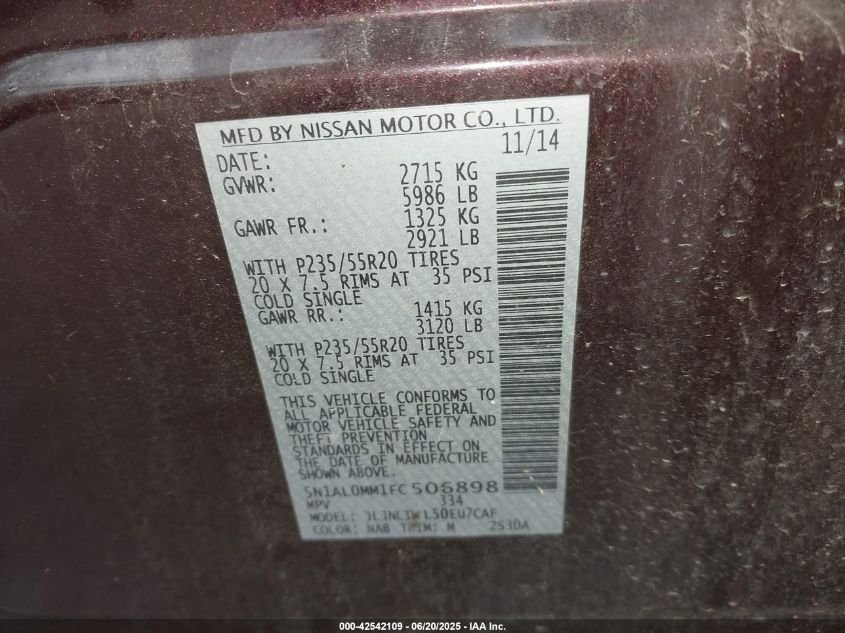 MFD BY NISSAN MOTOR CO., LTD.
DATE: 11/14
GVWR: 2715 KG
5986 LB
GAWR FR.: 1325 KG
2921 LB
WITH P235/55R20 TIRES
20 X 7.5 RIMS AT 35 PSI
COLD SINGLE
GAWR RR.: 1415 KG
3120 LB
WITH P235/55R20 TIRES
20 X 7.5 RIMS AT 35 PSI
COLD SINGLE
THIS VEHICLE CONFORMS TO
ALL APPLICABLE FEDERAL
MOTOR VEHICLE SAFETY AND
THEFT PREVENTION
STANDARDS IN EFFECT ON
THE DATE OF MANUFACTURE
SHOWN ABOVE.
5N1AL0MM1FC506898
MPV 334
MODEL:
COLOR: NAB TRIM: M 2S30A
000-42542109 - 06/20/2025 - IAA Inc.